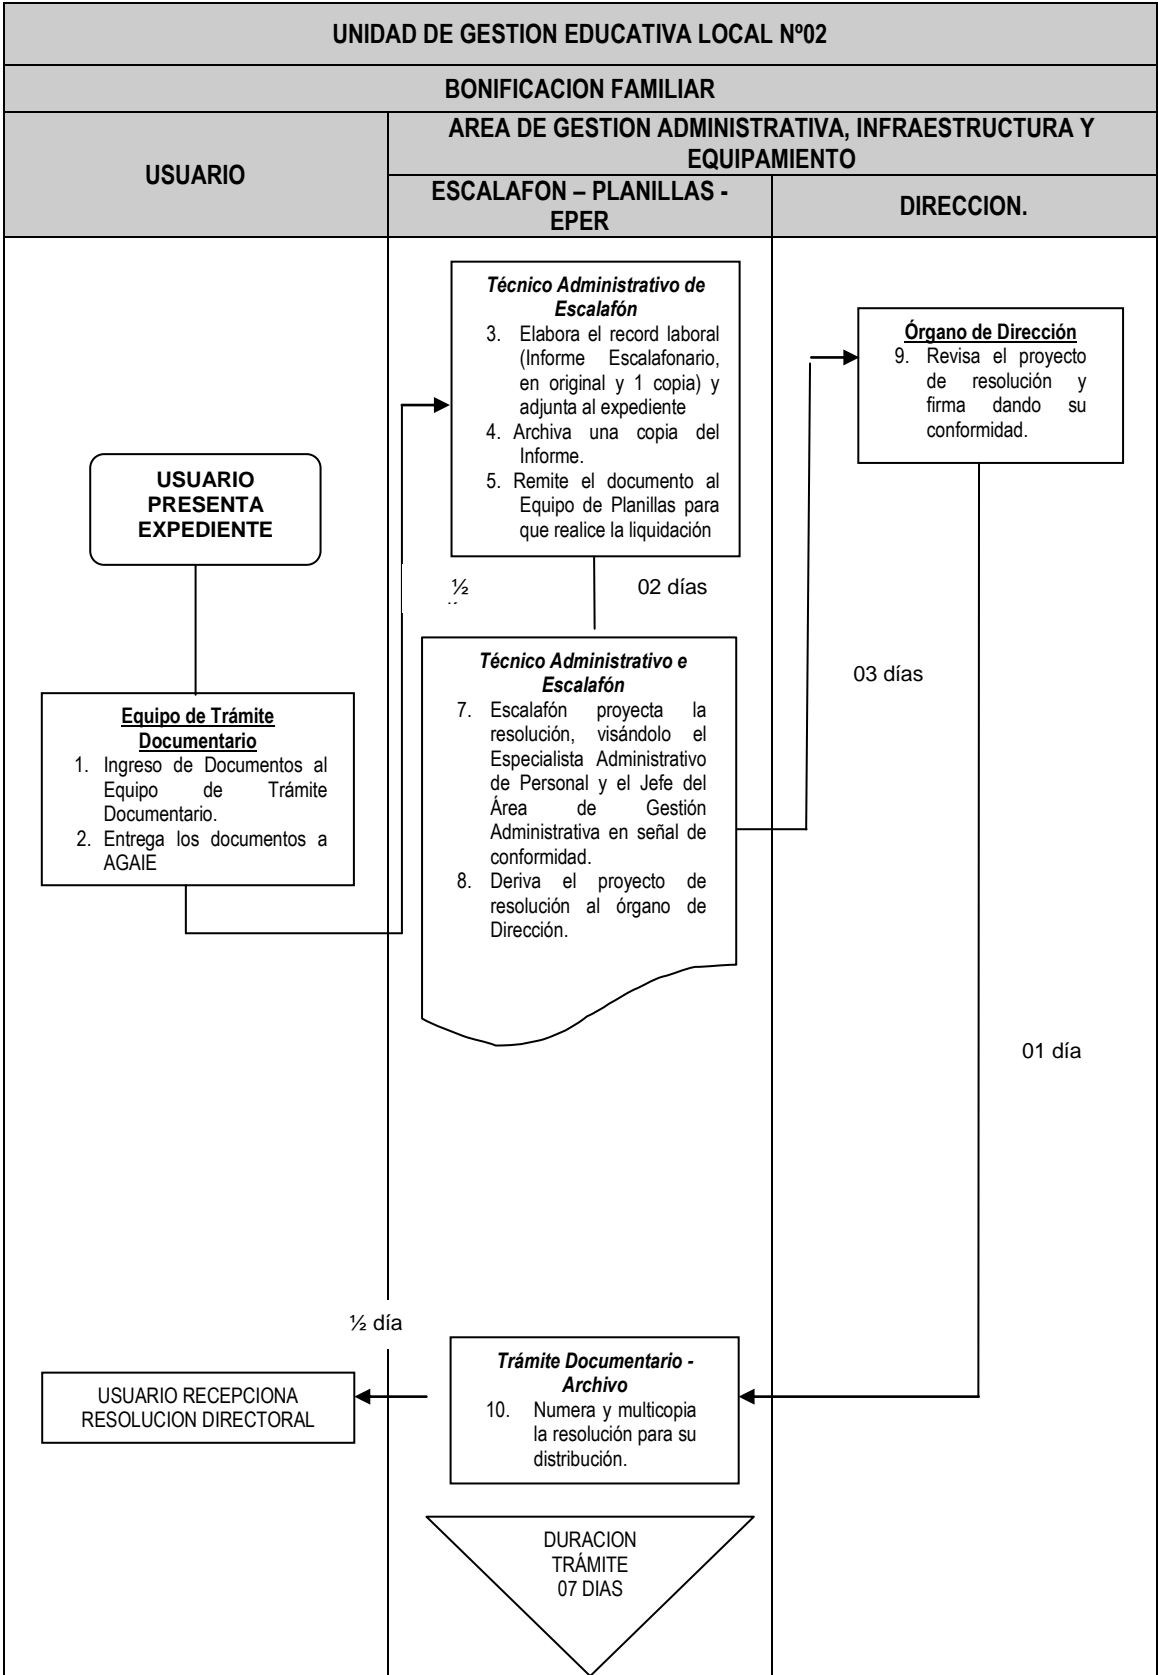 UNIDAD DE GESTION EDUCATIVA LOCAL Nº02
BONIFICACION FAMILIAR
USUARIO
AREA DE GESTION ADMINISTRATIVA, INFRAESTRUCTURA Y
EQUIPAMIENTO
ESCALAFON – PLANILLAS -
EPER
DIRECCION.
USUARIO
PRESENTA
EXPEDIENTE
Equipo de Trámite
Documentario
1. Ingreso de Documentos al
Equipo de Trámite
Documentario.
2. Entrega los documentos a
AGAIE
½
Técnico Administrativo de
Escalafón
3. Elabora el record laboral
(Informe Escalafonario,
en original y 1 copia) y
adjunta al expediente
4. Archiva una copia del
Informe.
5. Remite el documento al
Equipo de Planillas para
que realice la liquidación
02 días
Técnico Administrativo e
Escalafón
7. Escalafón proyecta la
resolución, visándolo el
Especialista Administrativo
de Personal y el Jefe del
Área de Gestión
Administrativa en señal de
conformidad.
8. Deriva el proyecto de
resolución al órgano de
Dirección.
03 días
Órgano de Dirección
9. Revisa el proyecto
de resolución y
firma dando su
conformidad.
01 día
Trámite Documentario -
Archivo
10. Numera y multicopia
la resolución para su
distribución.
½ día
USUARIO RECEPCIONA
RESOLUCION DIRECTORAL
DURACION
TRÁMITE
07 DIAS